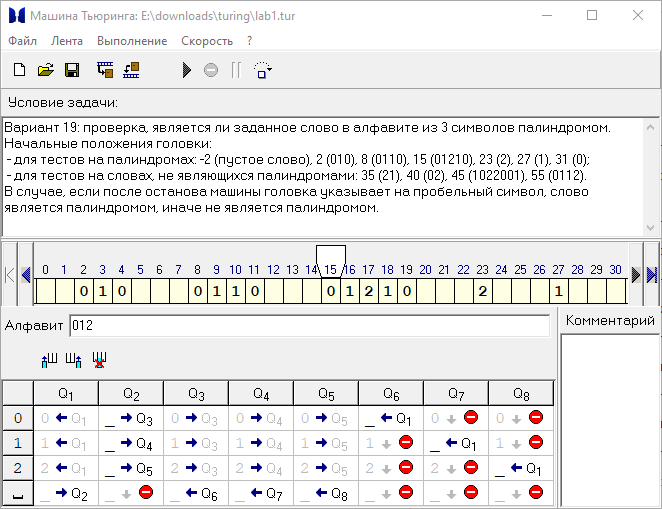 Машина Тьюринга: E:\downloads\turing\lab1.tur
Файл Лента Выполнение Скорость ?
Условие задачи:
Вариант 19: проверка, является ли заданное слово в алфавите из 3 символов палиндромом.
Начальные положения головки:
- для тестов на палиндромах: -2 (пустое слово), 2 (010), 8 (0110), 15 (01210), 23 (2), 27 (1), 31 (0);
- для тестов на словах, не являющихся палиндромами: 35 (21), 40 (02), 45 (1022001), 55 (0112).
В случае, если после останова машины головка указывает на пробельный символ, слово
является палиндромом, иначе не является палиндромом.
0 1 2 3 4 5 6 7 8 9 10 11 12 13 14 15 16 17 18 19 20 21 22 23 24 25 26 27 28 29 30
0 1 0 0 1 1 0 0 1 2 1 0 2 1
Алфавит 012
Комментарий
Q1 Q2 Q3 Q4 Q5 Q6 Q7 Q8
0 0 ← Q1 _ → Q3 0 → Q3 0 → Q4 0 → Q5 _ ← Q1 0 ↓ 0 ↓
1 1 ← Q1 _ → Q4 1 → Q3 1 → Q4 1 → Q5 1 ↓ _ ← Q1 1 ↓
2 2 ← Q1 _ → Q5 2 → Q3 2 → Q4 2 → Q5 2 ↓ 2 ↓ _ ← Q1
_ → Q2 _ ↓ _ ← Q6 _ ← Q7 _ ← Q8 _ ↓ _ ↓ _ ↓